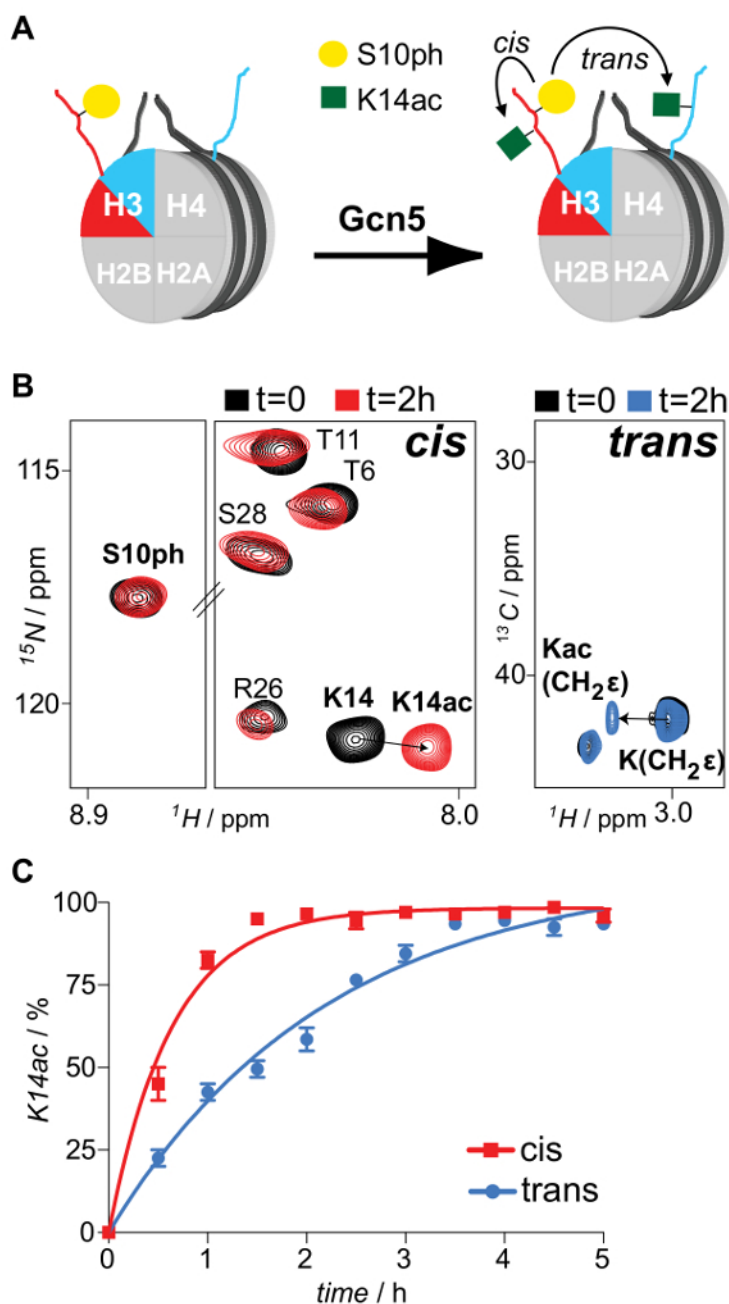 A
S10ph
K14ac
cis
trans
H3 H4
H2B H2A
Gcn5
H3 H4
H2B H2A
B
t=0 t=2h
t=0 t=2h
cis
trans
T11
T6
S28
S10ph
R26
K14
K14ac
115
120
15N / ppm
8.9
1H / ppm
8.0
30
40
13C / ppm
Kac
(CH2ε)
K(CH2ε)
1H / ppm
3.0
C
100
75
50
25
0
K14ac / %
cis
trans
0 1 2 3 4 5
time / h